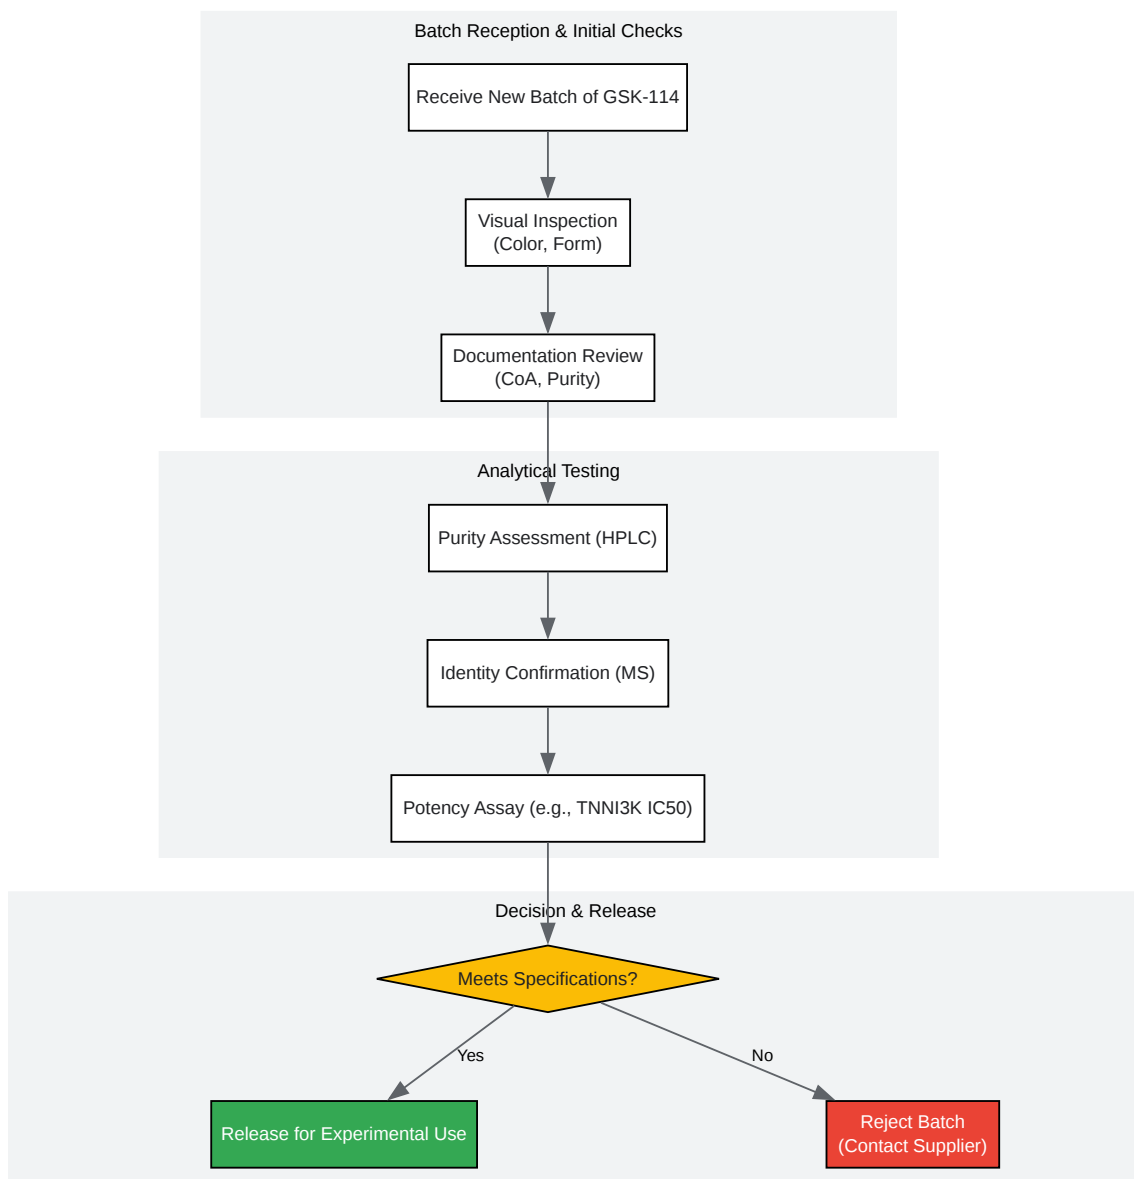 Batch Reception & Initial Checks
Receive New Batch of GSK-114
Visual Inspection
(Color, Form)
Documentation Review
(CoA, Purity)
Analytical Testing
Purity Assessment (HPLC)
Identity Confirmation (MS)
Potency Assay (e.g., TNNI3K IC50)
Decision & Release
Meets Specifications?
Yes
No
Release for Experimental Use
Reject Batch
(Contact Supplier)